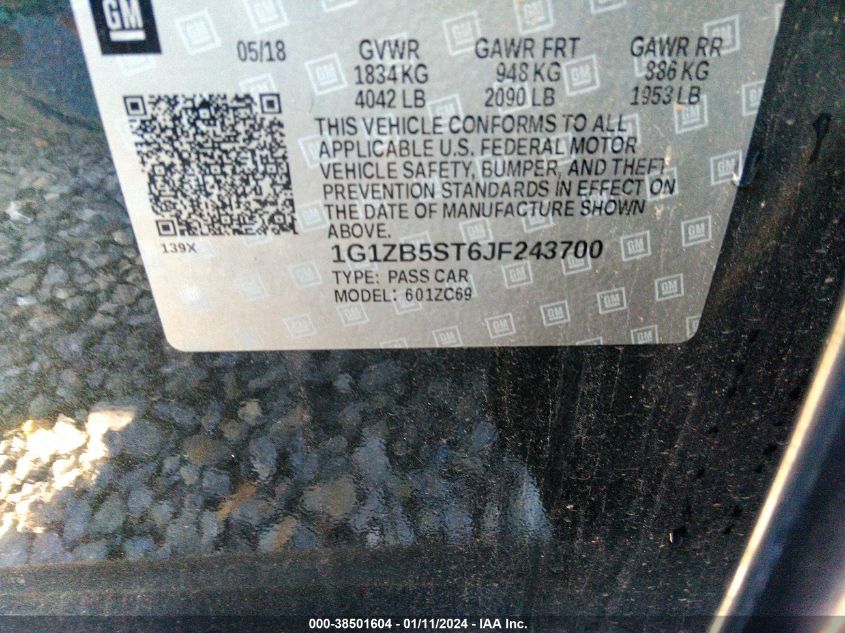 GM
05/18 GVWR GAWR FRT GAWR RR
1834 KG 948 KG 886 KG
4042 LB 2090 LB 1953 LB
THIS VEHICLE CONFORMS TO ALL
APPLICABLE U.S. FEDERAL MOTOR
VEHICLE SAFETY, BUMPER, AND THEFT
PREVENTION STANDARDS IN EFFECT ON
THE DATE OF MANUFACTURE SHOWN
ABOVE.
139X
1G1ZB5ST6JF243700
TYPE: PASS CAR
MODEL: 601ZC69
000-38501604 - 01/11/2024 - IAA Inc.